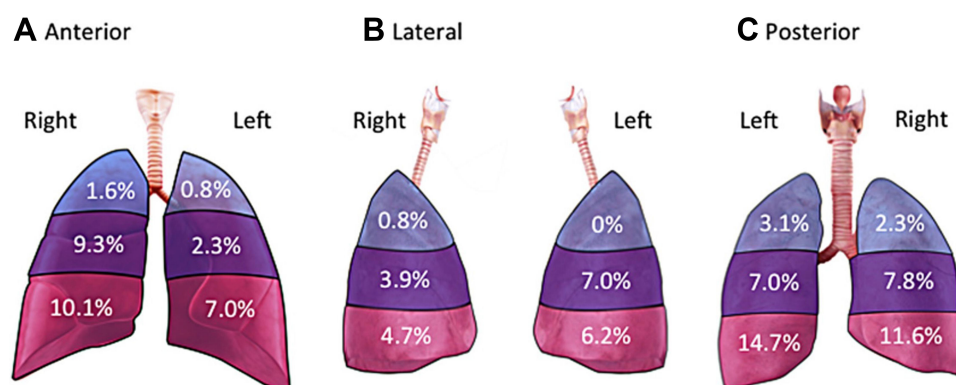 A Anterior
B Lateral
C Posterior
Right
Left
Right
Left
Left
Right
1.6%
0.8%
0.8%
0%
3.1%
2.3%
9.3%
2.3%
3.9%
7.0%
7.0%
7.8%
10.1%
7.0%
4.7%
6.2%
14.7%
11.6%